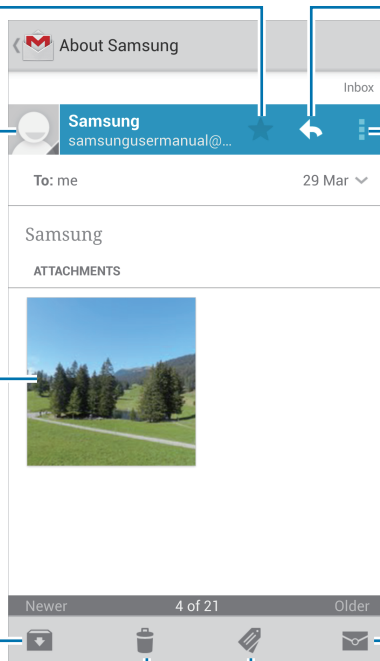 About Samsung
Inbox
Samsung
samsungusermanual@...
To: me 29 Mar
Samsung
ATTACHMENTS
Newer 4 of 21 Older